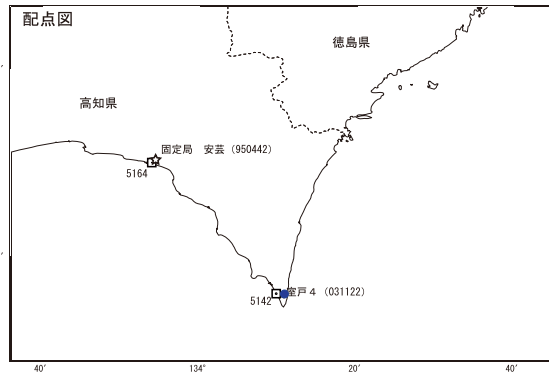 配点図
徳島県
高知県
固定局 安芸（950442）
5164
室戸４（031122）
5142
40′ 134° 20′ 40′